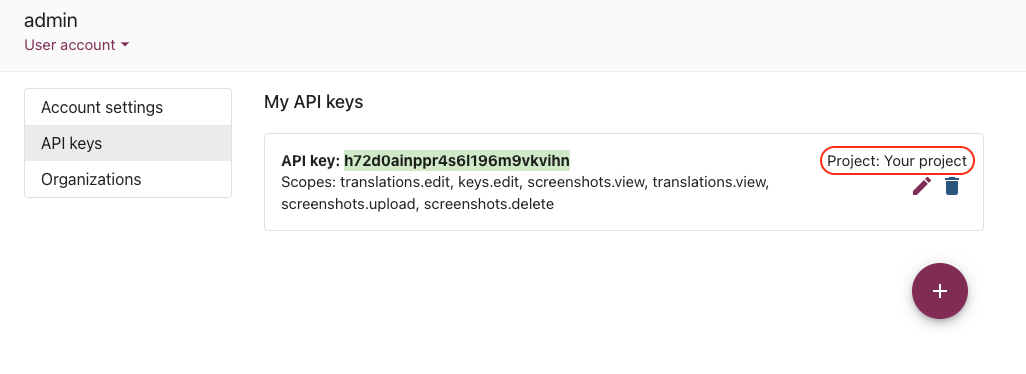 admin
User account
Account settings
API keys
Organizations
My API keys
API key: h72d0ainppr4s6l196m9vkvihn
Project: Your project
Scopes: translations.edit, keys.edit, screenshots.view, translations.view,
screenshots.upload, screenshots.delete